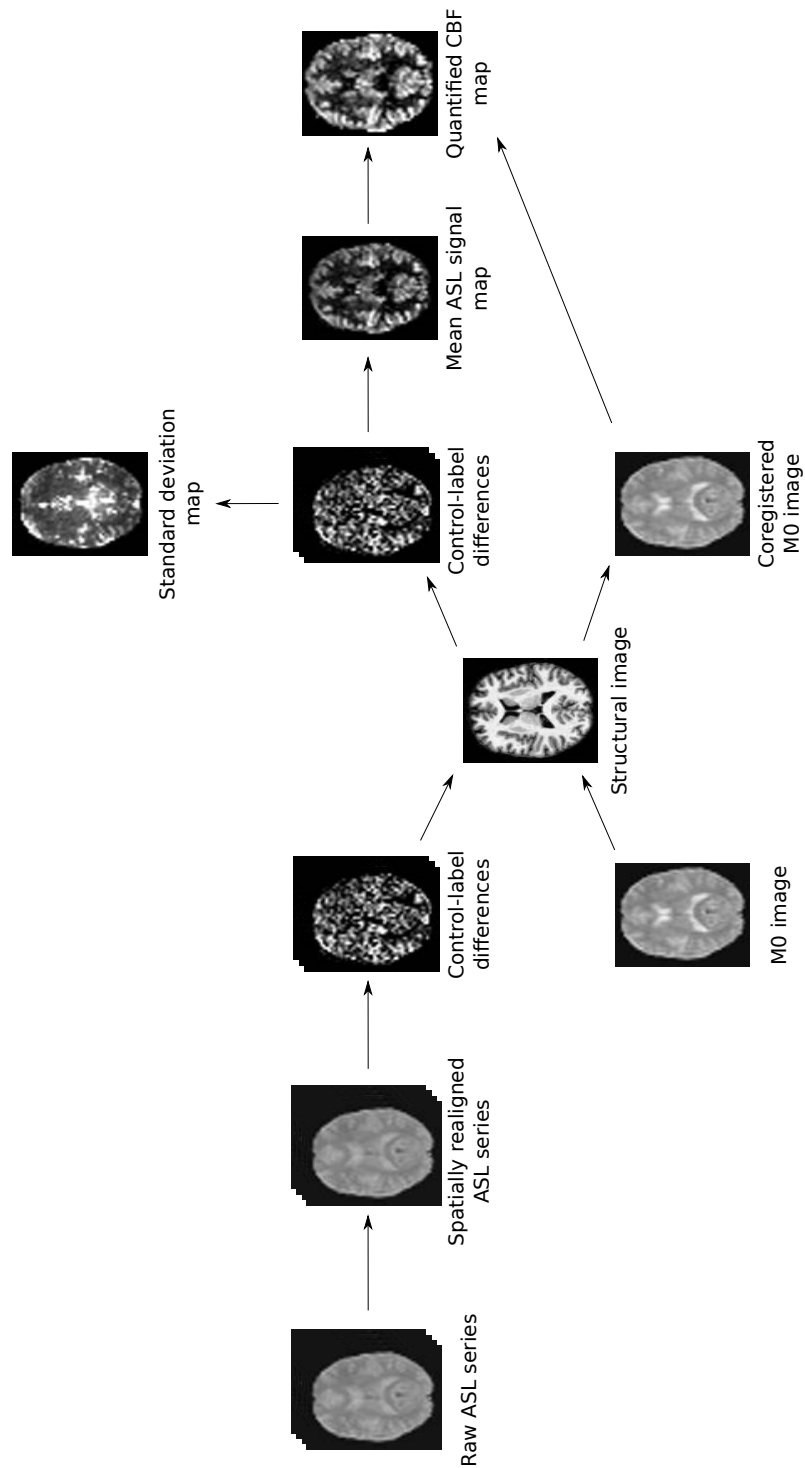 Raw ASL series
Spatially realigned
ASL series
Control-label
differences
M0 image
Structural image
Standard deviation
map
Control-label
differences
Coregistered
M0 image
Mean ASL signal
map
Quantified CBF
map